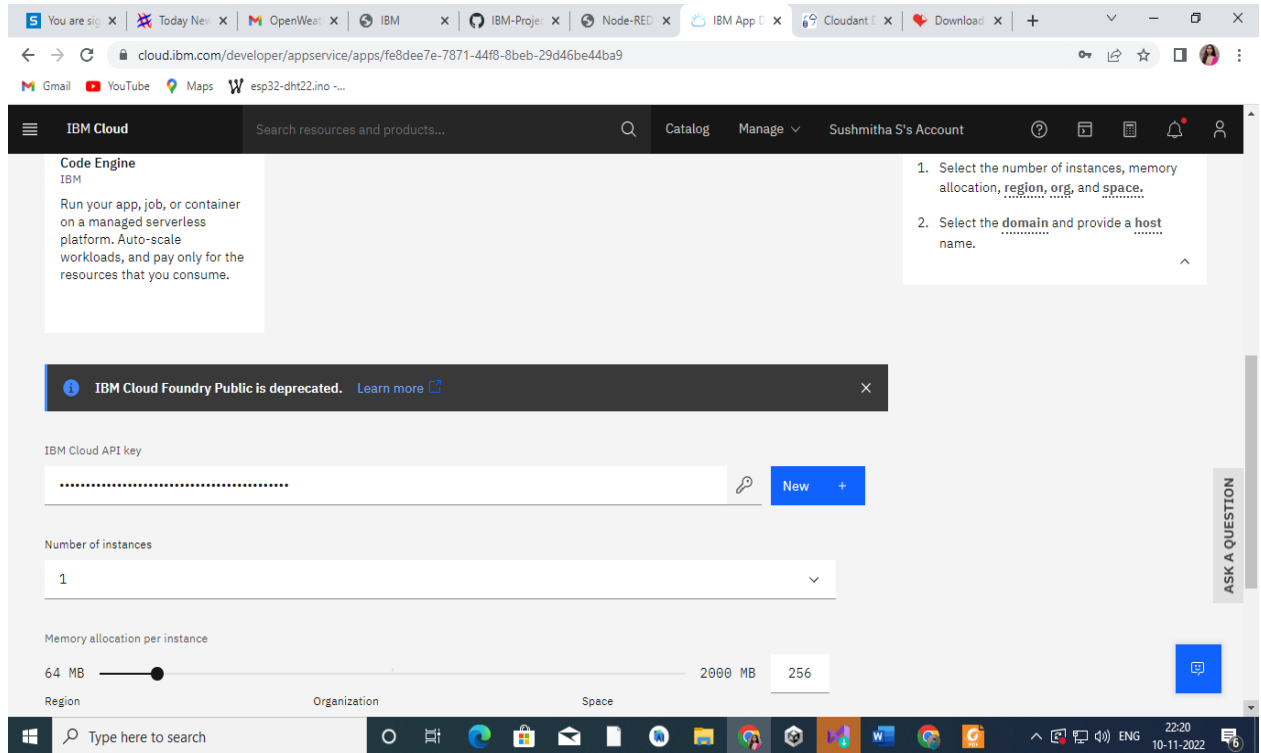 You are sig
Today New
OpenWeat
IBM
IBM-Projec
Node-RED
IBM App D
Cloudant
Download
cloud.ibm.com/developer/appservice/apps/fe8dee7e-7871-44f8-8beb-29d46be44ba9
Gmail
YouTube
Maps
esp32-dht22.ino -...
IBM Cloud
Search resources and products...
Catalog
Manage
Sushmitha S's Account
Code Engine
IBM
Run your app, job, or container
on a managed serverless
platform. Auto-scale
workloads, and pay only for the
resources that you consume.
1. Select the number of instances, memory
allocation, region, org, and space.
2. Select the domain and provide a host
name.
IBM Cloud Foundry Public is deprecated. Learn more
IBM Cloud API key
New +
Number of instances
1
Memory allocation per instance
64 MB
2000 MB
256
Region
Organization
Space
ASK A QUESTION
Type here to search
ENG
22:20
10-11-2022
6